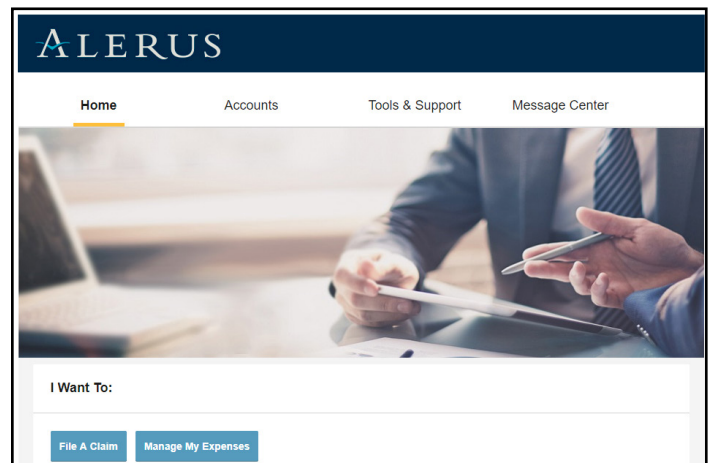 ALERUS
Home Accounts Tools & Support Message Center
I Want To:
File A Claim Manage My Expenses